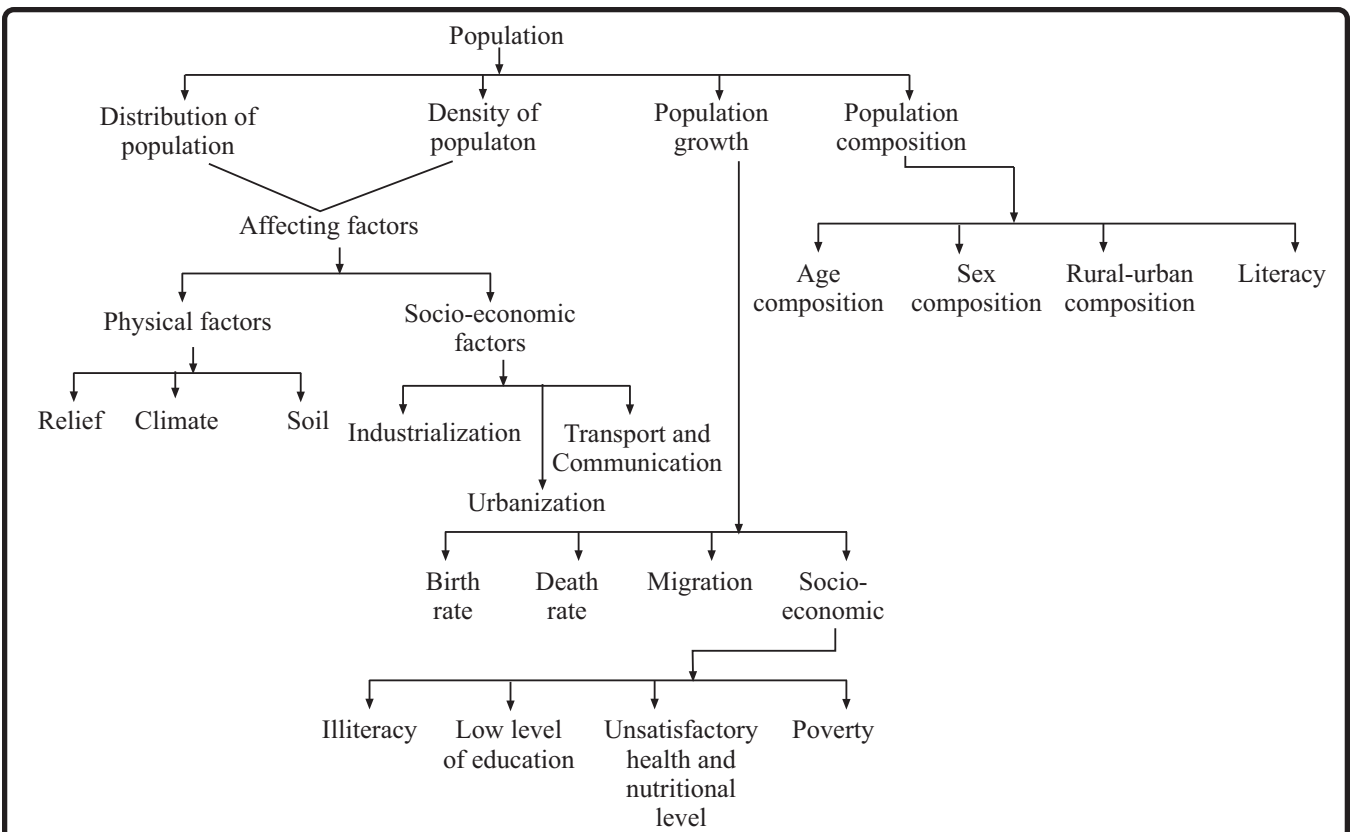 Population
Distribution of
population
Density of
populaton
Population
growth
Population
composition
Affecting factors
Physical factors
Socio-economic
factors
Age
composition
Sex
composition
Rural-urban
composition
Literacy
Relief
Climate
Soil
Industrialization
Transport and
Communication
Urbanization
Birth
rate
Death
rate
Migration
Socio-
economic
Illiteracy
Low level
of education
Unsatisfactory
health and
nutritional
level
Poverty